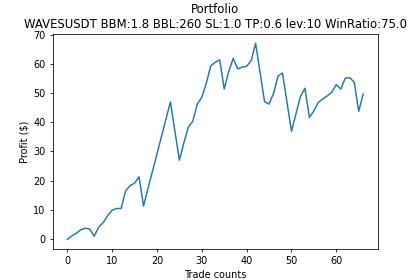 Portfolio
WAVESUSDT BBM:1.8 BBL:260 SL:1.0 TP:0.6 lev:10 WinRatio:75.0
70
60
50
40
30
20
10
0
Profit ($)
0 10 20 30 40 50 60
Trade counts